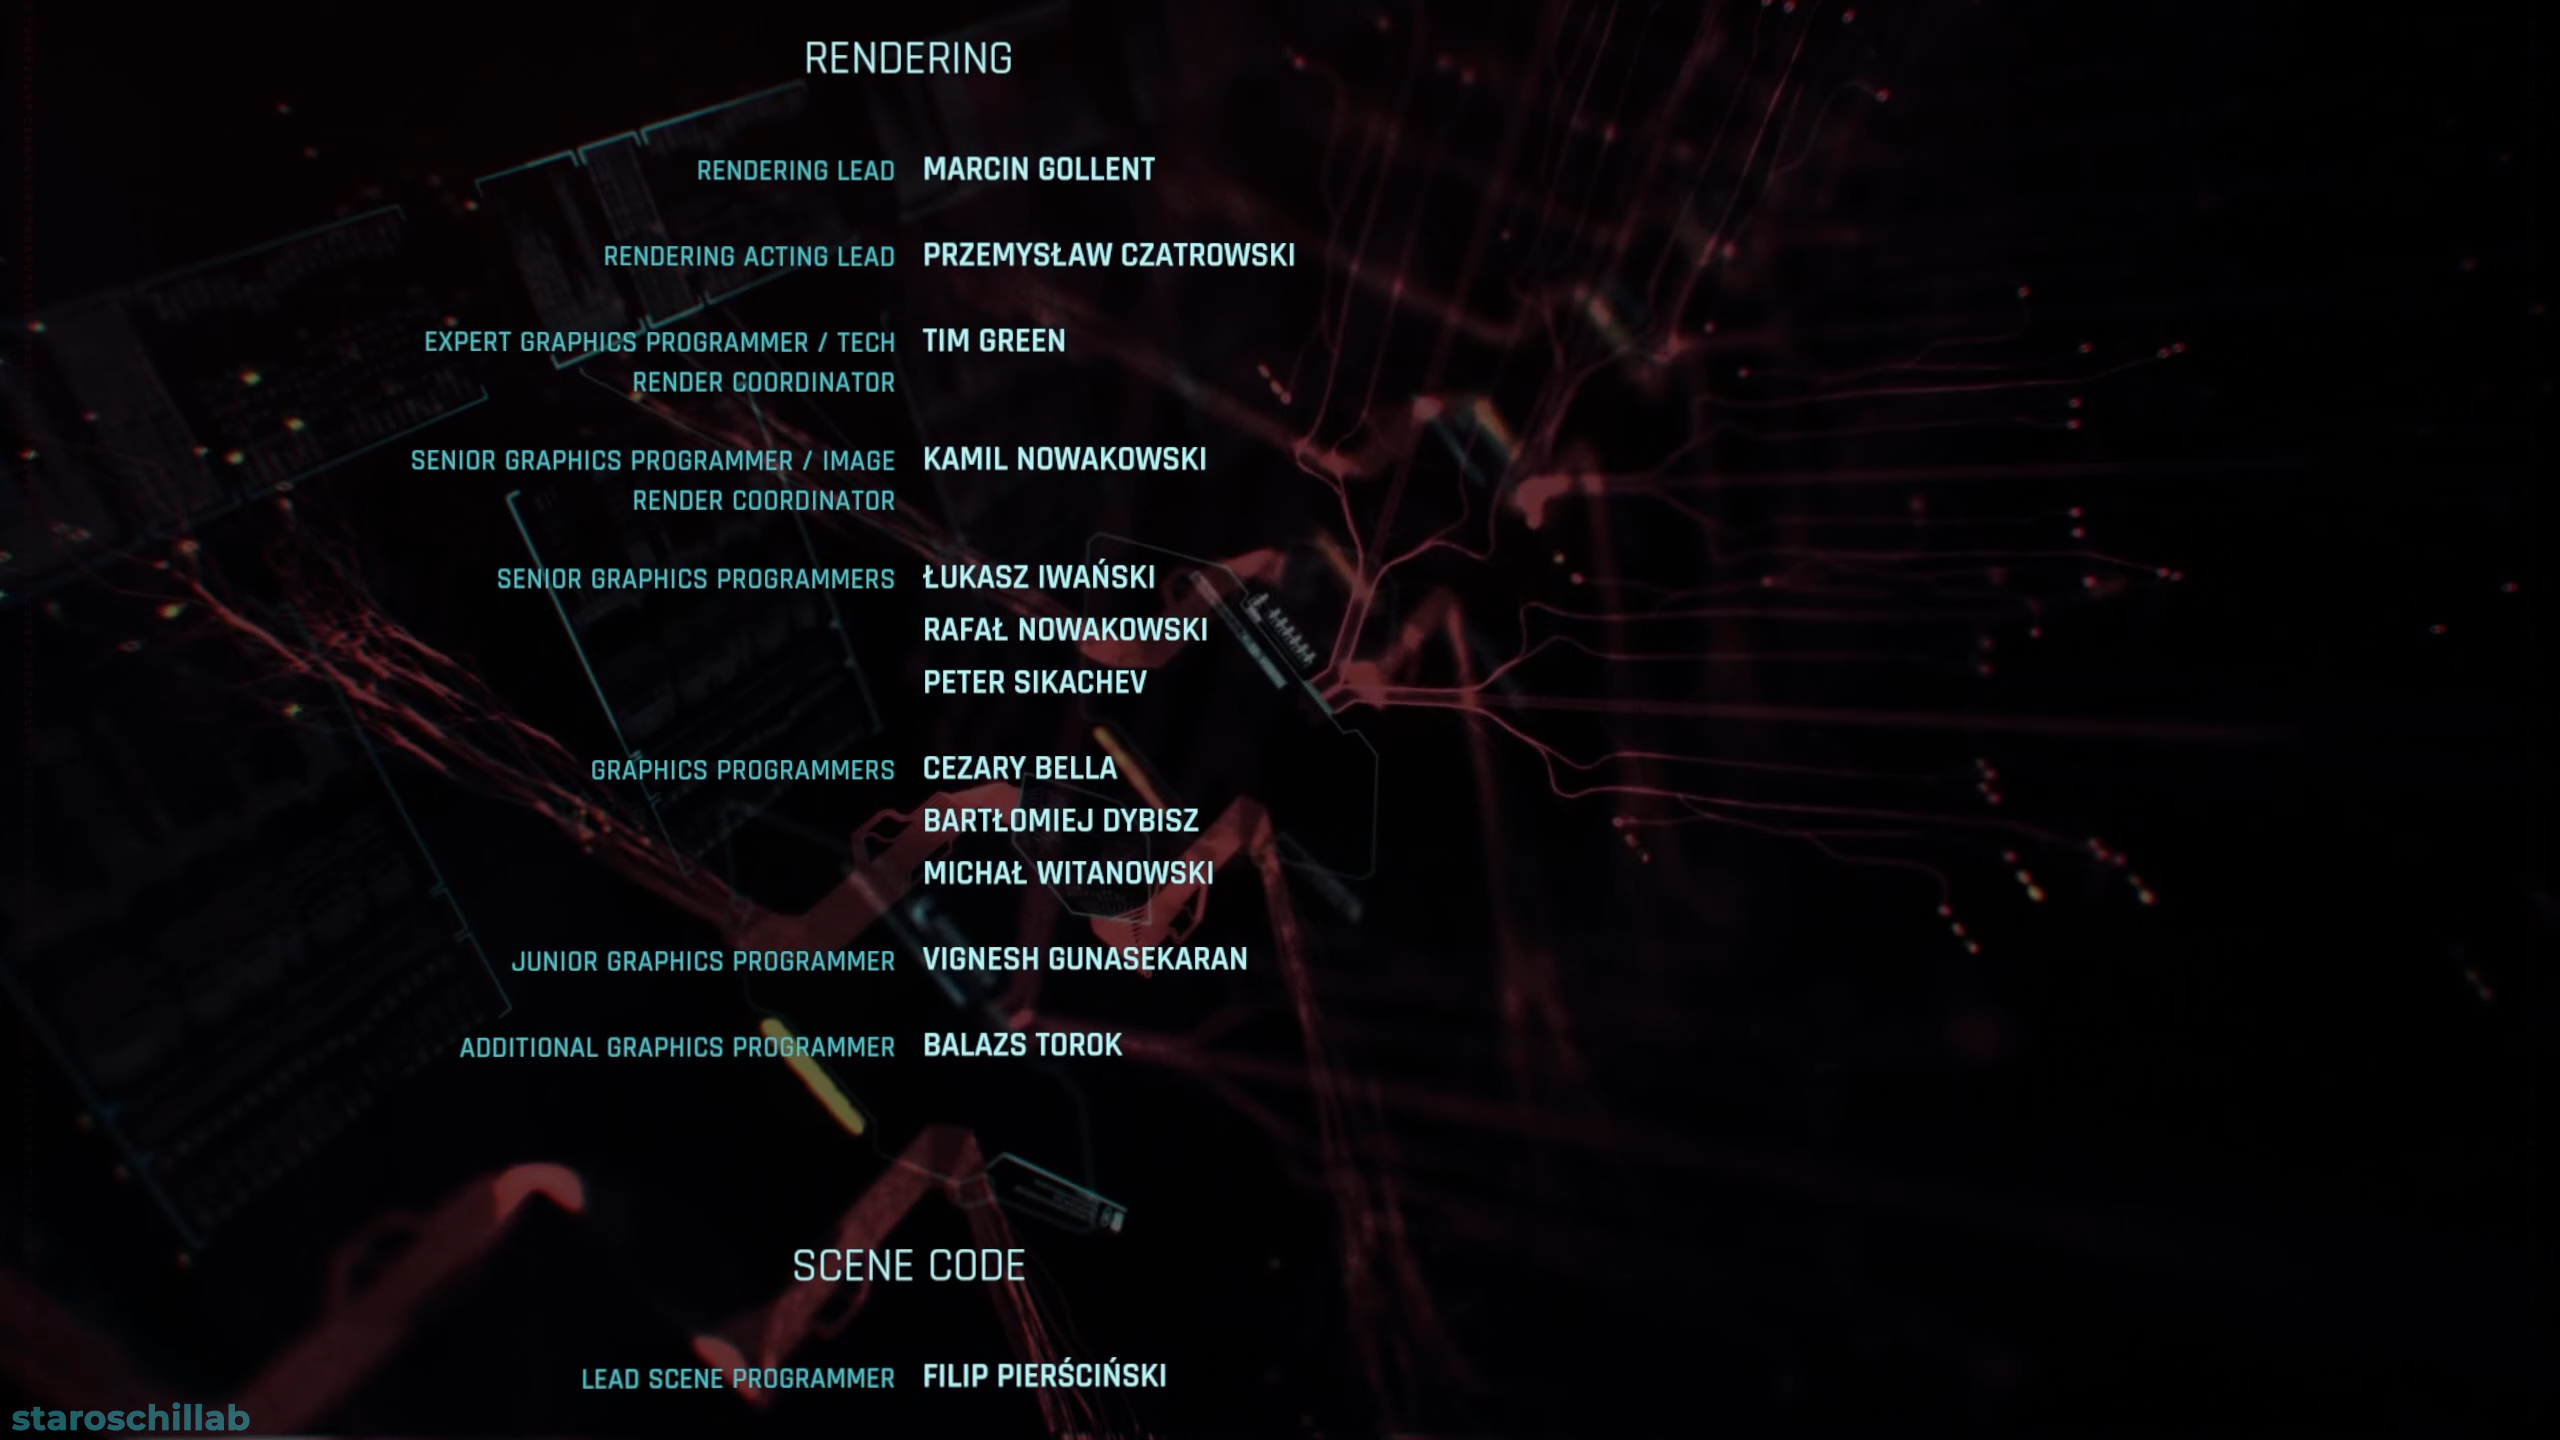 RENDERING
RENDERING LEAD MARCIN GOLLENT
RENDERING ACTING LEAD PRZEMYSŁAW CZATROWSKI
EXPERT GRAPHICS PROGRAMMER / TECH TIM GREEN
RENDER COORDINATOR
SENIOR GRAPHICS PROGRAMMER / IMAGE KAMIL NOWAKOWSKI
RENDER COORDINATOR
SENIOR GRAPHICS PROGRAMMERS ŁUKASZ IWAŃSKI
RAFAŁ NOWAKOWSKI
PETER SIKACHEV
GRAPHICS PROGRAMMERS CEZARY BELLA
BARTŁOMIEJ DYBISZ
MICHAŁ WITANOWSKI
JUNIOR GRAPHICS PROGRAMMER VIGNESH GUNASEKARAN
ADDITIONAL GRAPHICS PROGRAMMER BALAZS TOROK
SCENE CODE
LEAD SCENE PROGRAMMER FILIP PIERŚCIŃSKI
staroschillab